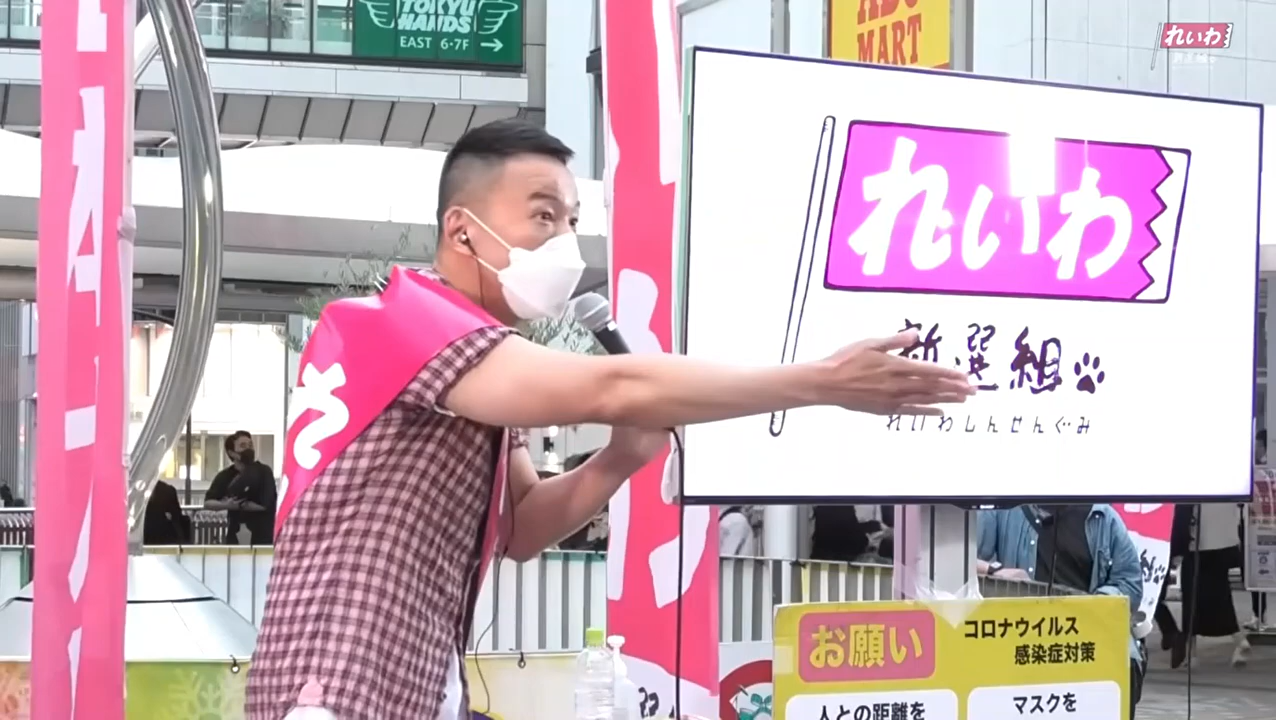 TOKYU
HANDS
EAST 6·7F →
MART
れいわ
れいわ
新選組
れいわしんせんぐみ
お願い
コロナウイルス
感染症対策
人との距離を
マスクを